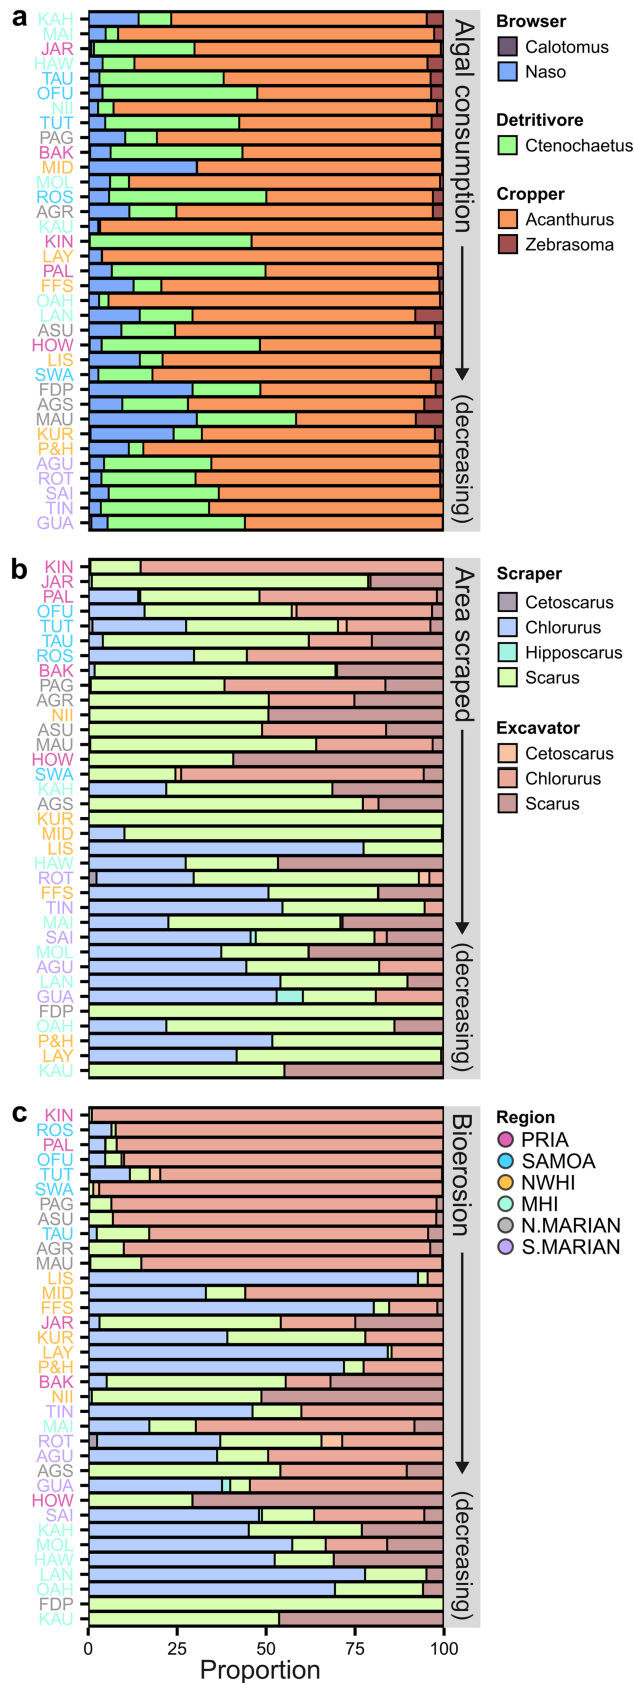 a
KAH
MAI
JAR
HAW
TAU
OFU
NII
TUT
PAG
BAK
MID
MOL
ROS
AGR
KAU
KIN
LAY
PAL
FFS
OAH
LAN
ASU
HOW
LIS
SWA
FDP
AGS
MAU
KUR
P&H
AGU
ROT
SAI
TIN
GUA
Algal consumption
(decreasing)
Browser
Calotomus
Naso
Detritivore
Ctenochaetus
Cropper
Acanthurus
Zebrasoma
b
KIN
JAR
PAL
OFU
TUT
TAU
ROS
BAK
PAG
AGR
NII
ASU
MAU
HOW
SWA
KAH
AGS
KUR
MID
LIS
HAW
ROT
FFS
TIN
MAI
SAI
MOL
AGU
LAN
GUA
FDP
OAH
P&H
LAY
KAU
Area scraped
(decreasing)
Scraper
Cetoscarus
Chlorurus
Hipposcarus
Scarus
Excavator
Cetoscarus
Chlorurus
Scarus
c
KIN
ROS
PAL
OFU
TUT
SWA
PAG
ASU
TAU
AGR
MAU
LIS
MID
FFS
JAR
KUR
LAY
P&H
BAK
NII
TIN
MAI
ROT
AGU
AGS
GUA
HOW
SAI
KAH
MOL
HAW
LAN
OAH
FDP
KAU
Bioerosion
(decreasing)
Region
PRIA
SAMOA
NWHI
MHI
N.MARIAN
S.MARIAN
0 25 50 75 100
Proportion